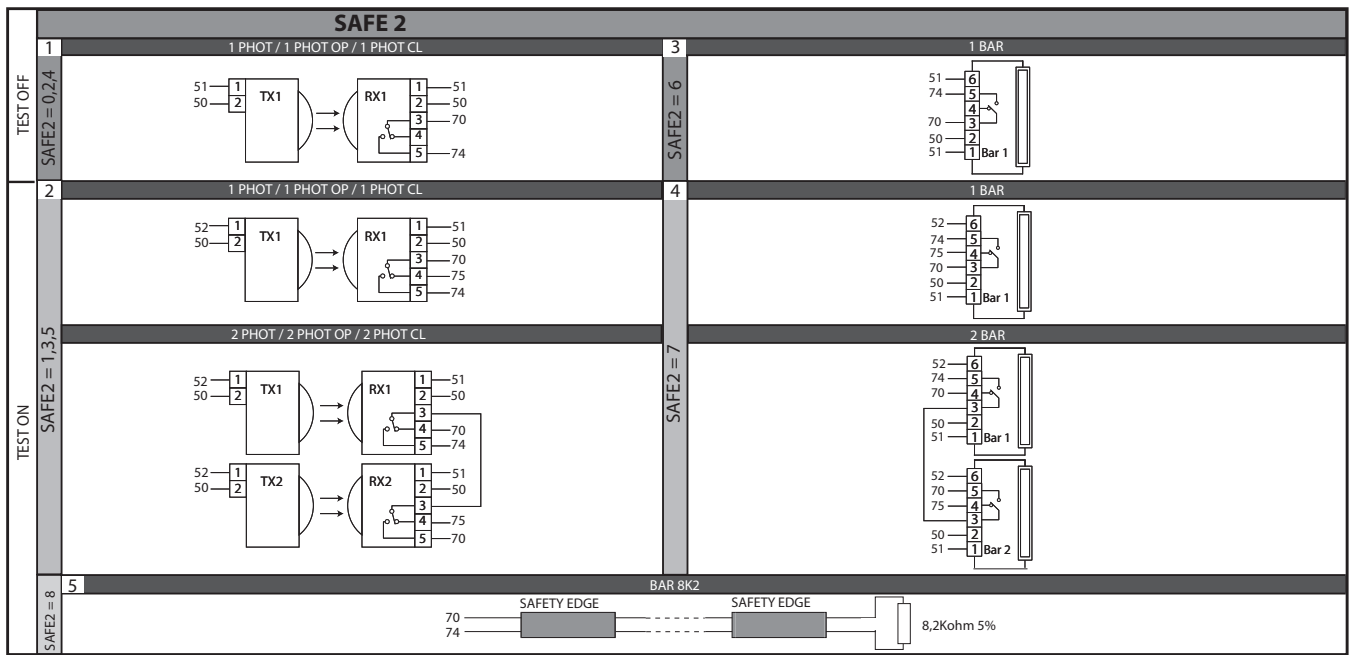 SAFE 2
TEST OFF
SAFE2 = 0,2,4
1
1 PHOT / 1 PHOT OP / 1 PHOT CL
51 1 TX1 RX1 1 51
50 2 2 50
3 70
4
5 74
SAFE2 = 6
3
1 BAR
51 6
74 5
4
70 3
50 2
51 1 Bar 1
TEST ON
SAFE2 = 1,3,5
2
1 PHOT / 1 PHOT OP / 1 PHOT CL
52 1 TX1 RX1 1 51
50 2 2 50
3 70
4 75
5 74
2 PHOT / 2 PHOT OP / 2 PHOT CL
52 1 TX1 RX1 1 51
50 2 2 50
3
4 70
5 74
52 1 TX2 RX2 1 51
50 2 2 50
3
4 75
5 70
SAFE2 = 7
4
1 BAR
52 6
74 5
75 4
70 3
50 2
51 1 Bar 1
2 BAR
52 6
74 5
70 4
3
50 2
51 1 Bar 1
52 6
70 5
75 4
3
50 2
51 1 Bar 2
SAFE2 = 8
5
BAR 8K2
SAFETY EDGE SAFETY EDGE
70
74
8,2Kohm 5%